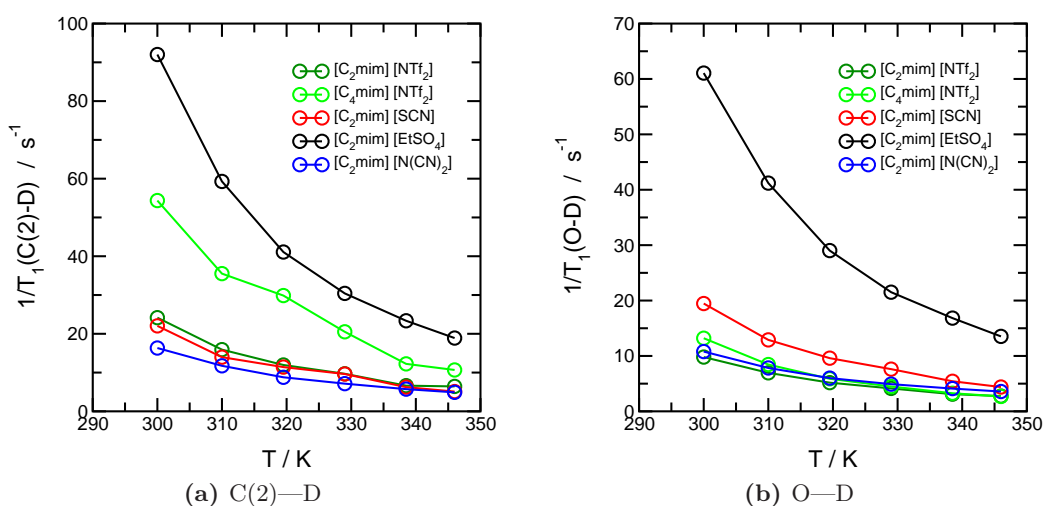 100
80
60
40
20
0
1/T₁(C(2)-D) / s⁻¹
[C₂mim] [NTf₂]
[C₄mim] [NTf₂]
[C₂mim] [SCN]
[C₂mim] [EtSO₄]
[C₂mim] [N(CN)₂]
290 300 310 320 330 340 350
T / K
(a) C(2)—D
70
60
50
40
30
20
10
0
1/T₁(O-D) / s⁻¹
[C₂mim] [NTf₂]
[C₄mim] [NTf₂]
[C₂mim] [SCN]
[C₂mim] [EtSO₄]
[C₂mim] [N(CN)₂]
290 300 310 320 330 340 350
T / K
(b) O—D